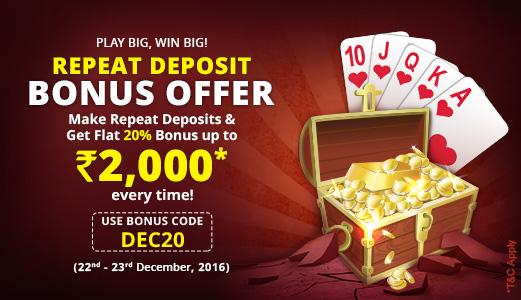 PLAY BIG, WIN BIG!
REPEAT DEPOSIT
BONUS OFFER
Make Repeat Deposits &
Get Flat 20% Bonus up to
₹2,000*
every time!
USE BONUS CODE
DEC20
(22nd - 23rd December, 2016)
10 J Q K A
*T&C Apply